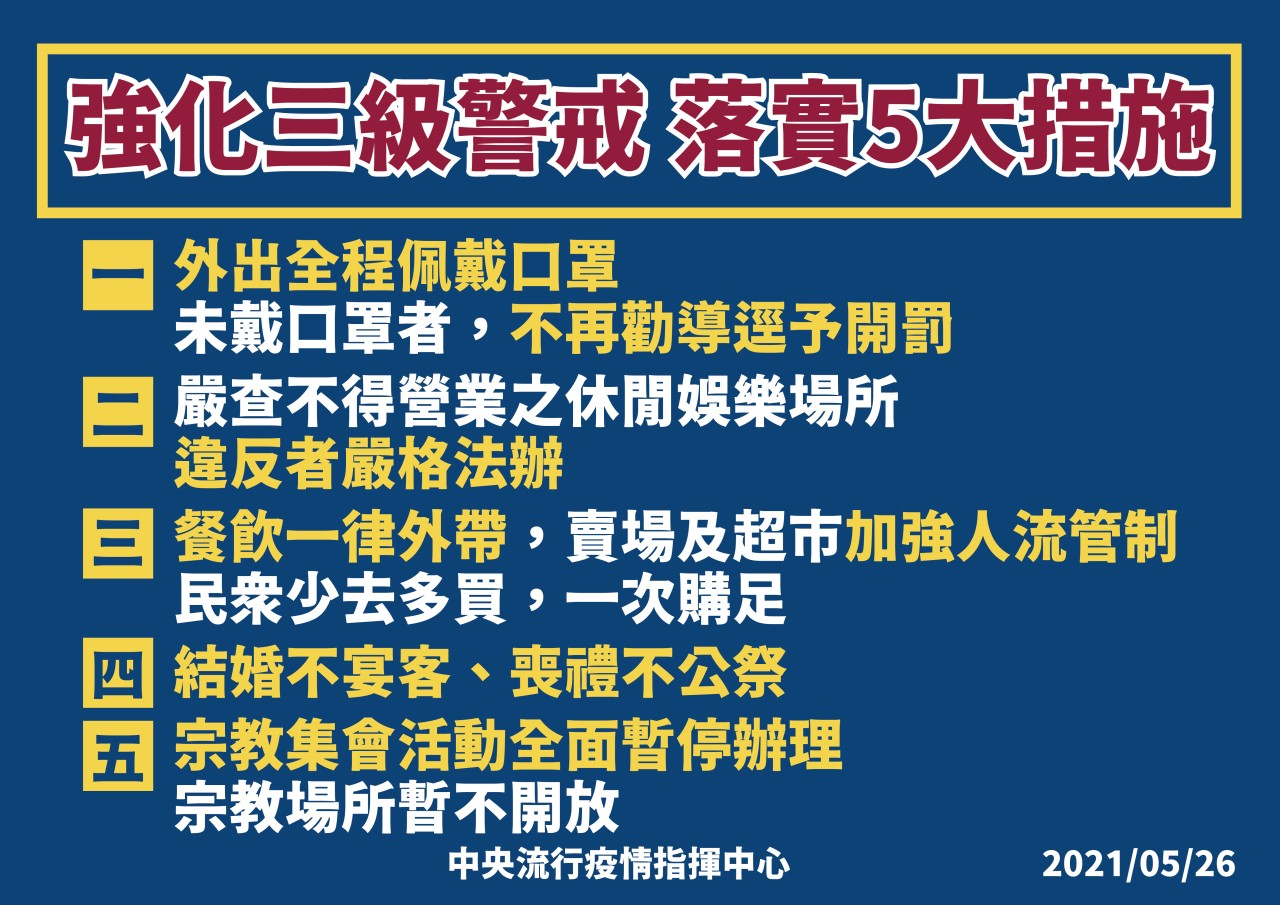 強化三級警戒 落實5大措施
一 外出全程佩戴口罩
未戴口罩者,不再勸導逕予開罰
二 嚴查不得營業之休閒娛樂場所
違反者嚴格法辦
三 餐飲一律外帶,賣場及超市加強人流管制
民眾少去多買,一次購足
四 結婚不宴客、喪禮不公祭
五 宗教集會活動全面暫停辦理
宗教場所暫不開放
中央流行疫情指揮中心 2021/05/26